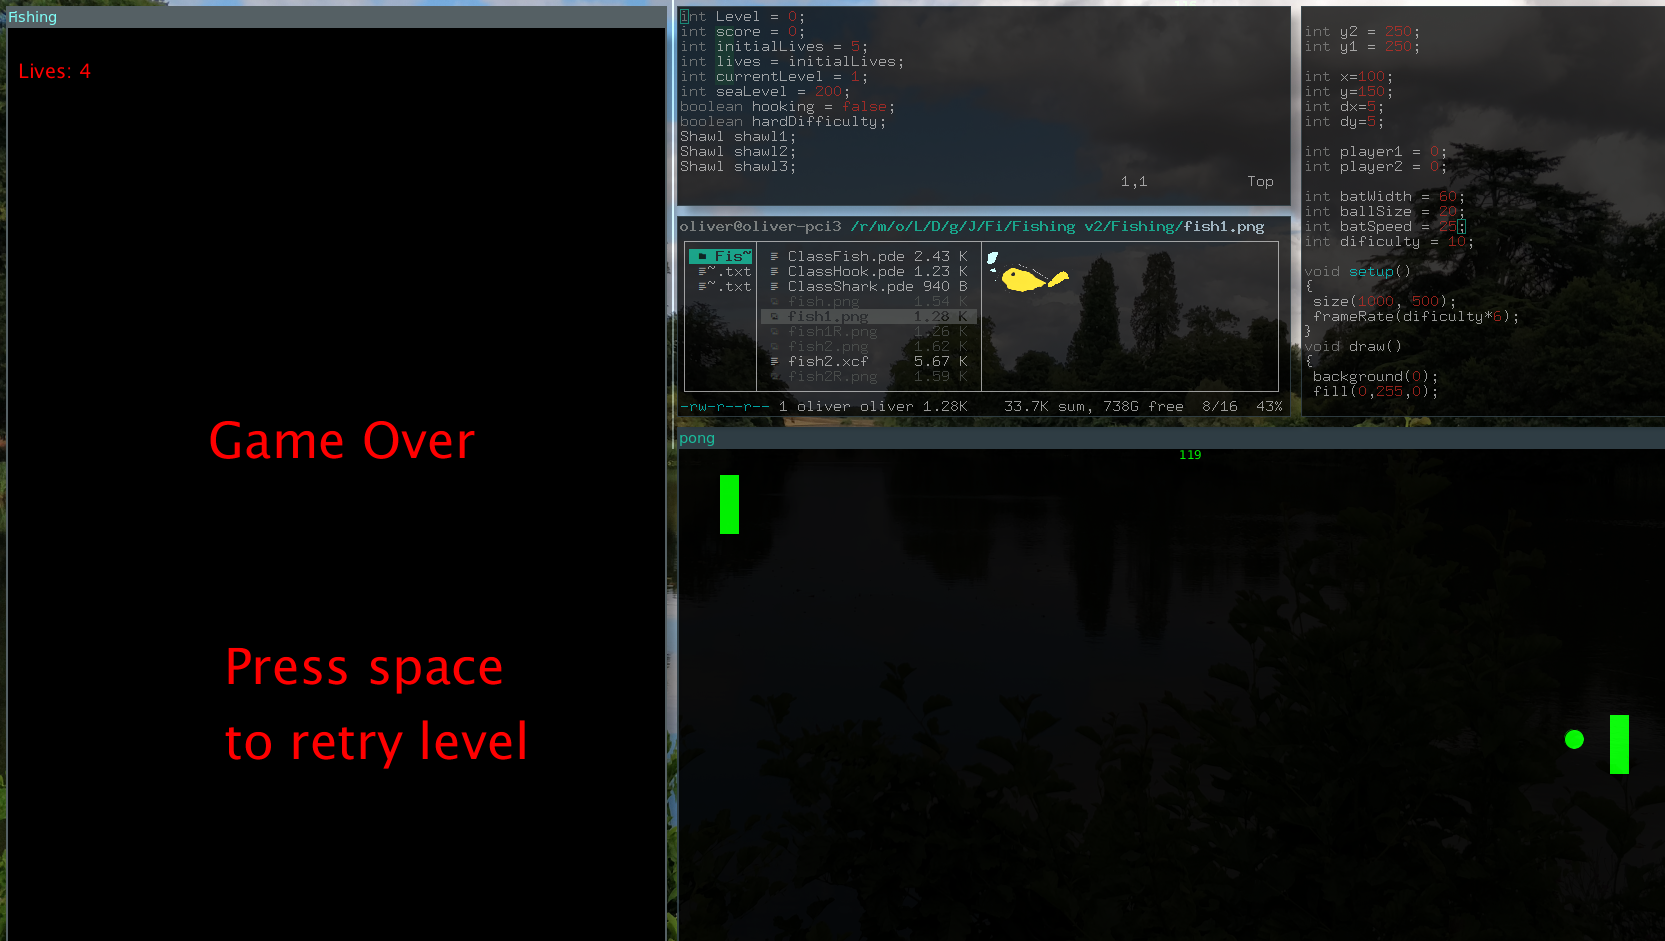 Fishing
Lives: 4
Game Over
Press space
to retry level
int Level = 0;
int score = 0;
int initialLives = 5;
int lives = initialLives;
int currentLevel = 1;
int seaLevel = 200;
boolean hooking = false;
boolean hardDifficulty;
Shawl shawl1;
Shawl shawl2;
Shawl shawl3;
1,1 Top
oliver@oliver-pci3 /r/m/o/L/D/g/J/Fi/Fishing v2/Fishing/fish1.png
Fis~ ClassFish.pde 2.43 K
~.txt ClassHook.pde 1.23 K
~.txt ClassShark.pde 940 B
fish.png 1.54 K
fish1.png 1.28 K
fish1R.png 1.26 K
fish2.png 1.62 K
fish2.xcf 5.67 K
fish2R.png 1.59 K
-rw-r--r-- 1 oliver oliver 1.28K 33.7K sum, 738G free 8/16 43%
int y2 = 250;
int y1 = 250;
int x=100;
int y=150;
int dx=5;
int dy=5;
int player1 = 0;
int player2 = 0;
int batWidth = 60;
int ballSize = 20;
int batSpeed = 25;
int dificulty = 10;
void setup()
{
size(1000, 500);
frameRate(dificulty*6);
}
void draw()
{
background(0);
fill(0,255,0);
pong
119